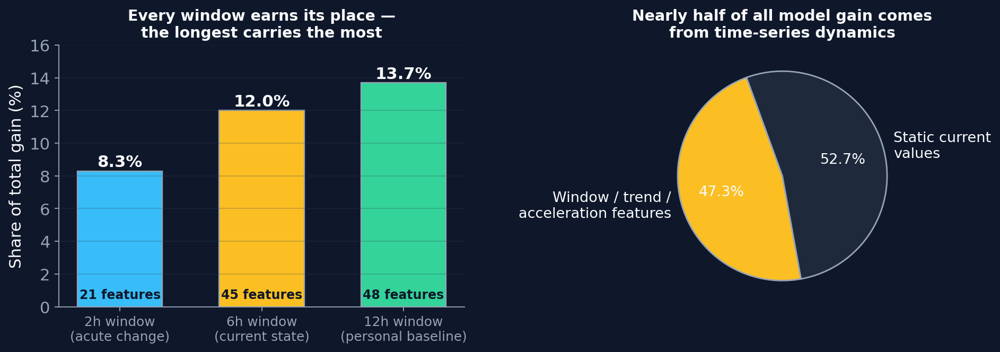 Every window earns its place —
the longest carries the most
Share of total gain (%)
16
14
12
10
8
6
4
2
0
8.3%
12.0%
13.7%
21 features
45 features
48 features
2h window
(acute change)
6h window
(current state)
12h window
(personal baseline)
Nearly half of all model gain comes
from time-series dynamics
Static current
values
52.7%
47.3%
Window / trend /
acceleration features